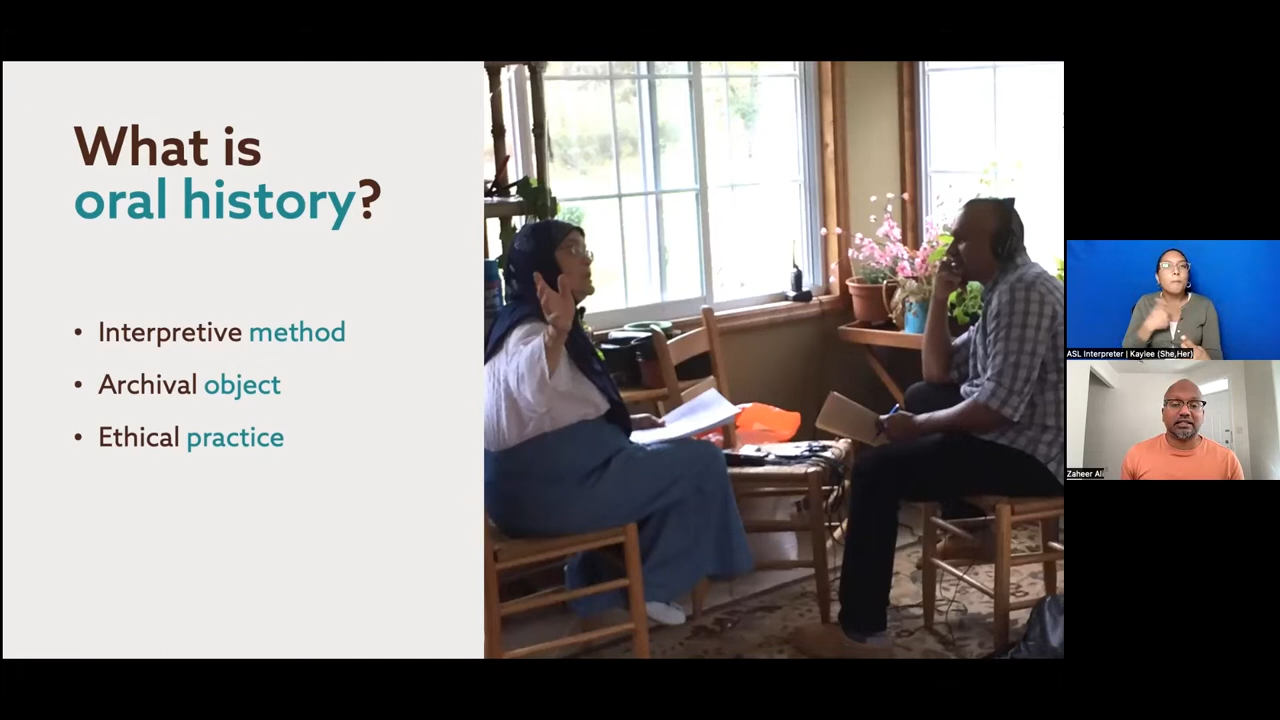 What is
oral history?
• Interpretive method
• Archival object
• Ethical practice
ASL Interpreter | Kaylee (She,Her)
Zaheer Ali